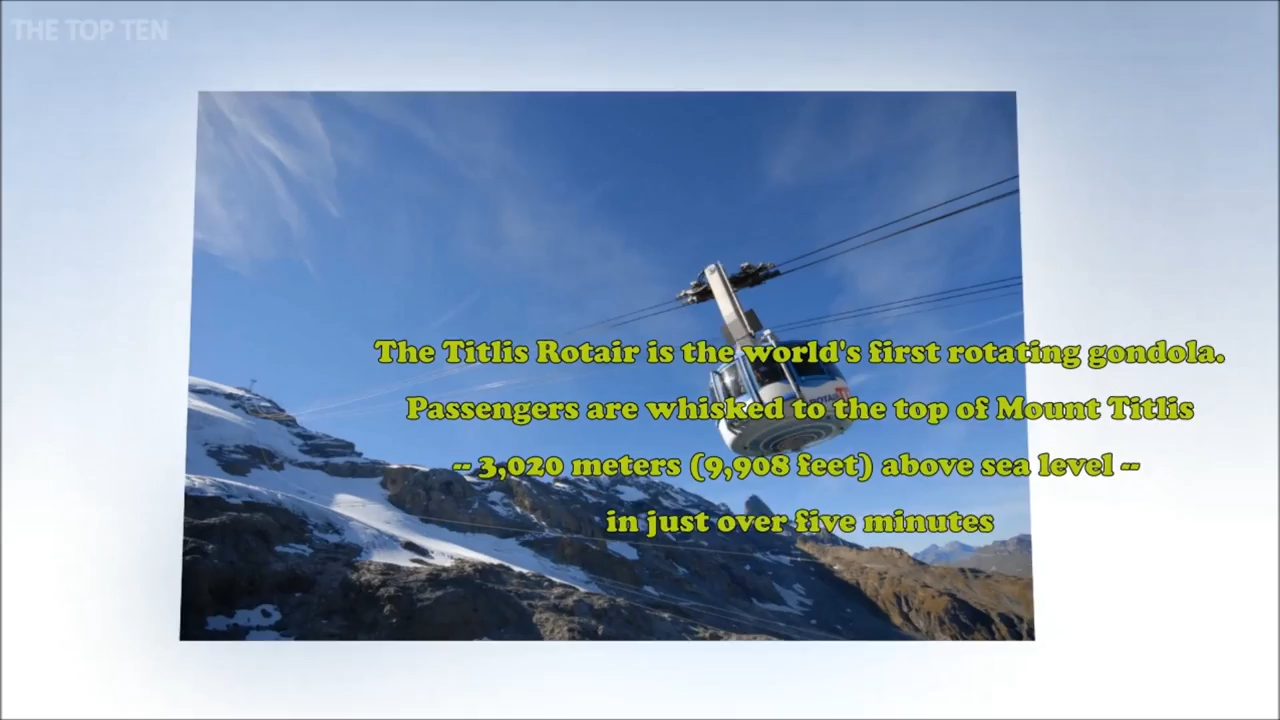 THE TOP TEN
The Titlis Rotair is the world's first rotating gondola.
Passengers are whisked to the top of Mount Titlis
-- 3,020 meters (9,908 feet) above sea level --
in just over five minutes